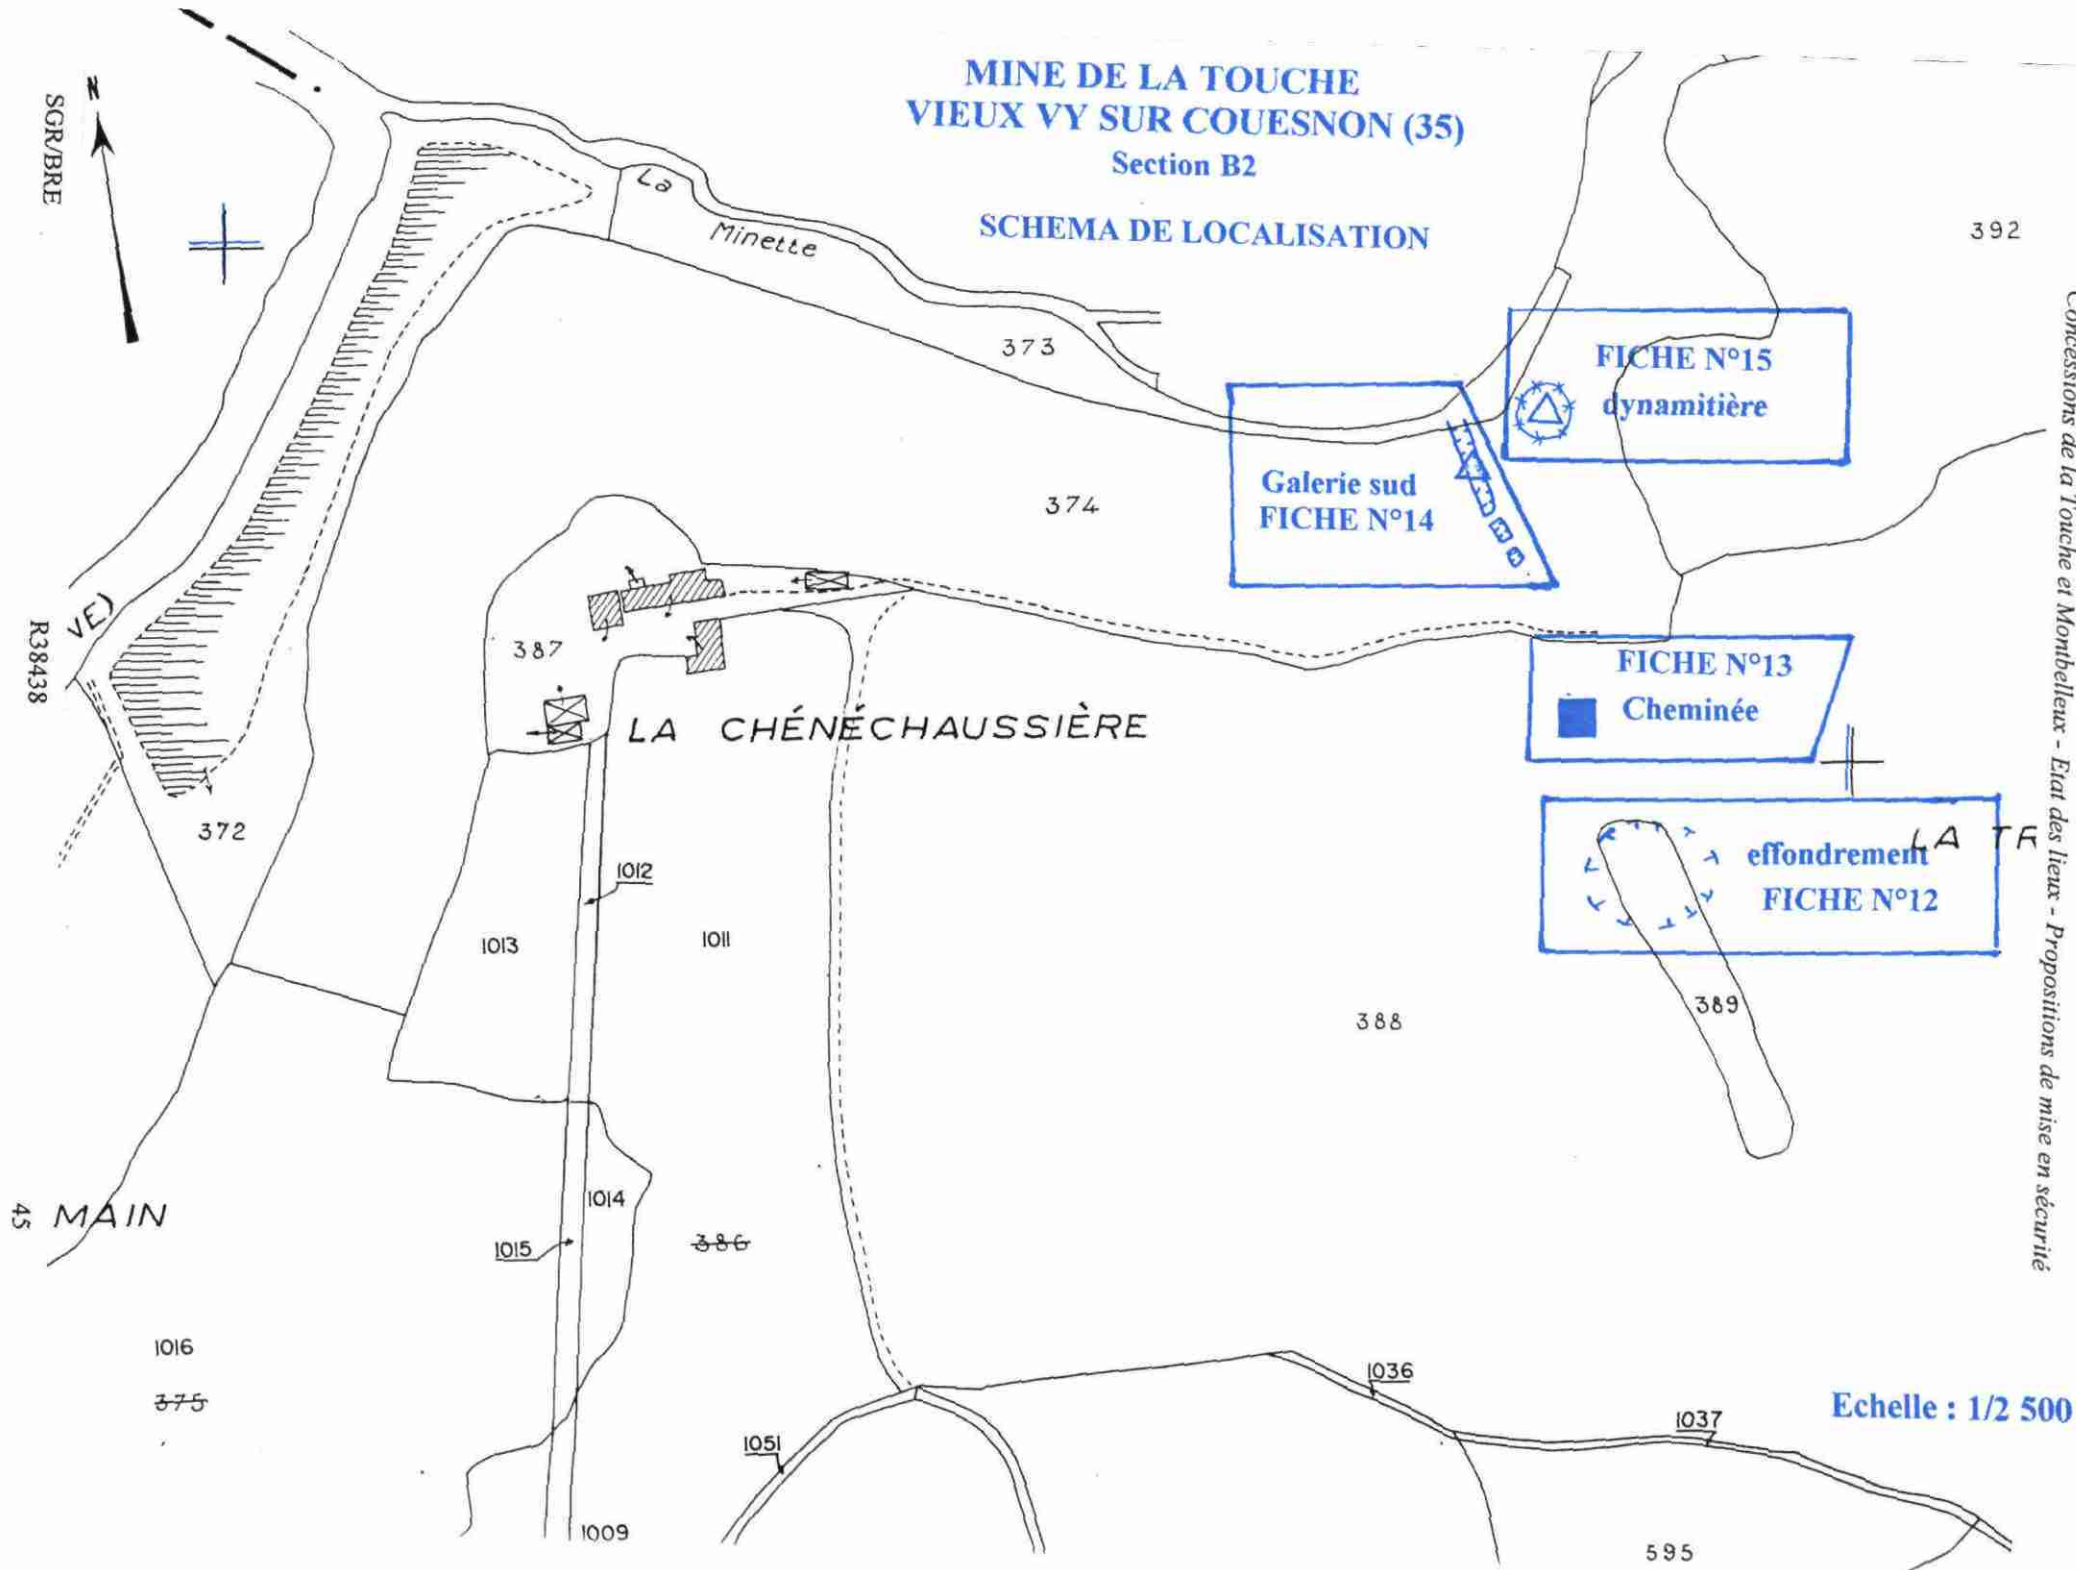 MINE DE LA TOUCHE
VIEUX VY SUR COUESNON (35)
Section B2
SCHEMA DE LOCALISATION
N
SGR/BRE
R38438
45
Concessions de la Touche et Montbelleux - Etat des lieux - Propositions de mise en sécurité
La
Minette
392
373
FICHE N°15
dynamitière
374
Galerie sud
FICHE N°14
VE)
387
FICHE N°13
Cheminée
LA CHÉNÉCHAUSSIÈRE
372
LA TR
effondrement
FICHE N°12
1012
1013
1011
389
388
1014
MAIN
1015
386
1016
375
1036
1037
Echelle : 1/2 500
1051
1009
595